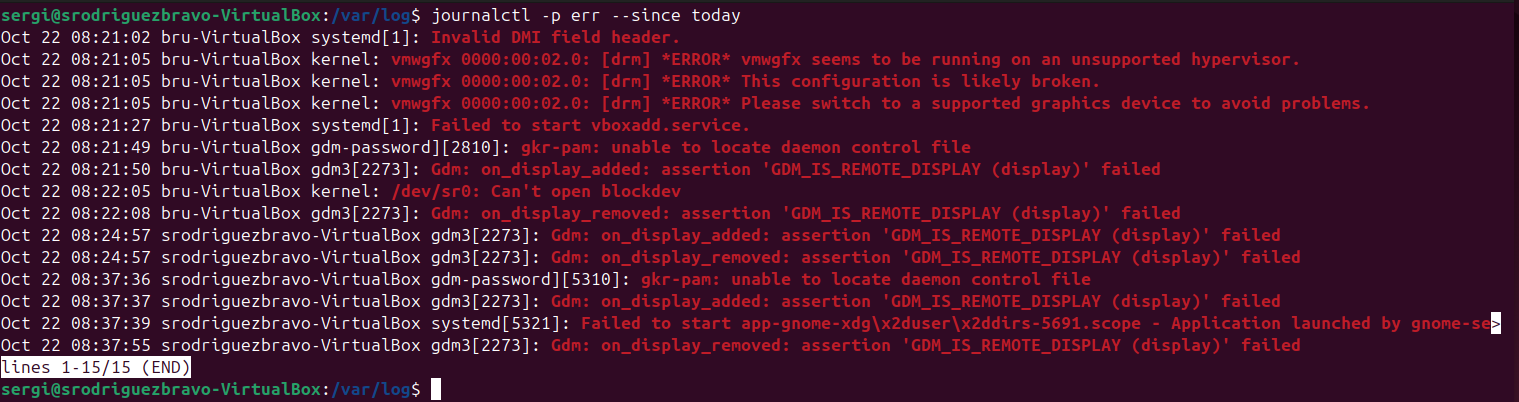 sergi@srodriguezbravo-VirtualBox:/var/log$ journalctl -p err --since today
Oct 22 08:21:02 bru-VirtualBox systemd[1]: Invalid DMI field header.
Oct 22 08:21:05 bru-VirtualBox kernel: vmwgfx 0000:00:02.0: [drm] *ERROR* vmwgfx seems to be running on an unsupported hypervisor.
Oct 22 08:21:05 bru-VirtualBox kernel: vmwgfx 0000:00:02.0: [drm] *ERROR* This configuration is likely broken.
Oct 22 08:21:05 bru-VirtualBox kernel: vmwgfx 0000:00:02.0: [drm] *ERROR* Please switch to a supported graphics device to avoid problems.
Oct 22 08:21:27 bru-VirtualBox systemd[1]: Failed to start vboxadd.service.
Oct 22 08:21:49 bru-VirtualBox gdm-password][2810]: gkr-pam: unable to locate daemon control file
Oct 22 08:21:50 bru-VirtualBox gdm3[2273]: Gdm: on_display_added: assertion 'GDM_IS_REMOTE_DISPLAY (display)' failed
Oct 22 08:22:05 bru-VirtualBox kernel: /dev/sr0: Can't open blockdev
Oct 22 08:22:08 bru-VirtualBox gdm3[2273]: Gdm: on_display_removed: assertion 'GDM_IS_REMOTE_DISPLAY (display)' failed
Oct 22 08:24:57 srodriguezbravo-VirtualBox gdm3[2273]: Gdm: on_display_added: assertion 'GDM_IS_REMOTE_DISPLAY (display)' failed
Oct 22 08:24:57 srodriguezbravo-VirtualBox gdm3[2273]: Gdm: on_display_removed: assertion 'GDM_IS_REMOTE_DISPLAY (display)' failed
Oct 22 08:37:36 srodriguezbravo-VirtualBox gdm-password][5310]: gkr-pam: unable to locate daemon control file
Oct 22 08:37:37 srodriguezbravo-VirtualBox gdm3[2273]: Gdm: on_display_added: assertion 'GDM_IS_REMOTE_DISPLAY (display)' failed
Oct 22 08:37:39 srodriguezbravo-VirtualBox systemd[5321]: Failed to start app-gnome-xdg\x2duser\x2ddirs-5691.scope - Application launched by gnome-se>
Oct 22 08:37:55 srodriguezbravo-VirtualBox gdm3[2273]: Gdm: on_display_removed: assertion 'GDM_IS_REMOTE_DISPLAY (display)' failed
lines 1-15/15 (END)
sergi@srodriguezbravo-VirtualBox:/var/log$